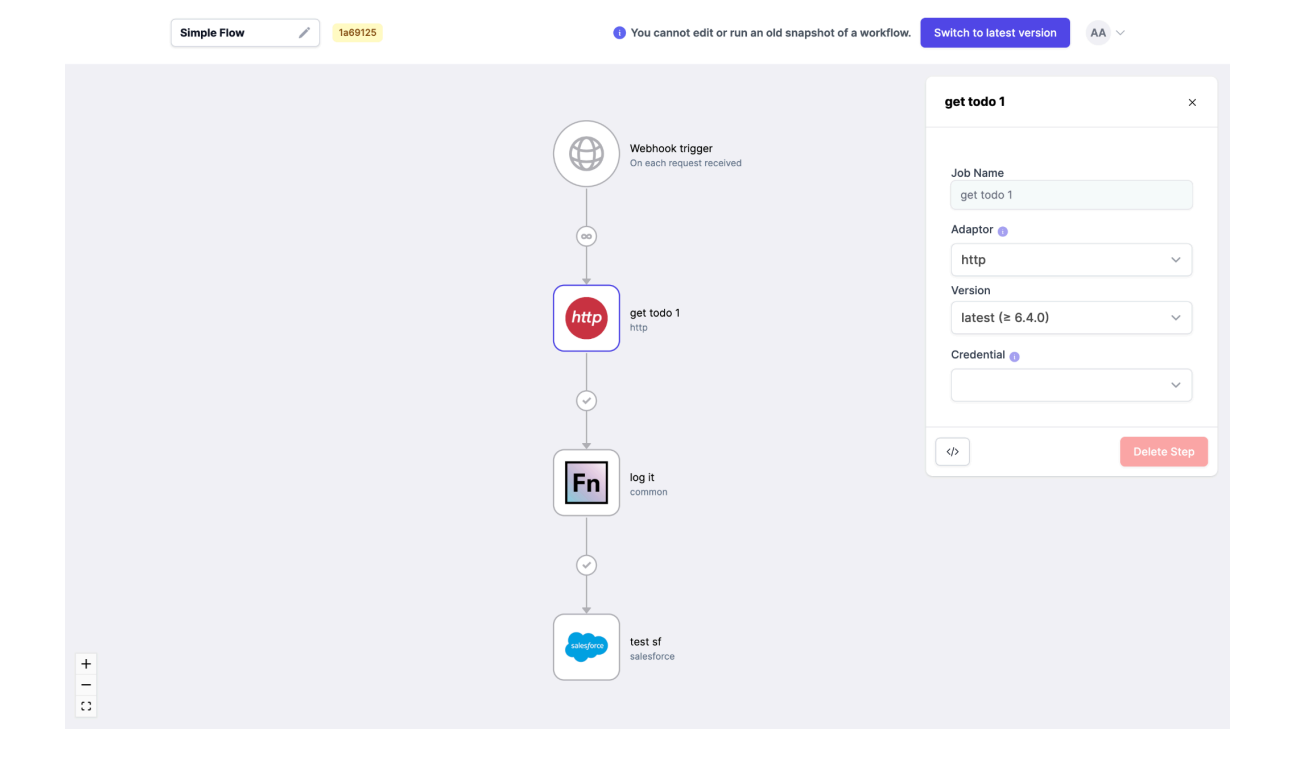 Simple Flow
1a69125
You cannot edit or run an old snapshot of a workflow.
Switch to latest version
AA
Webhook trigger
On each request received
∞
http
get todo 1
http
Fn
log it
common
salesforce
test sf
salesforce
get todo 1
Job Name
get todo 1
Adaptor
http
Version
latest (≥ 6.4.0)
Credential
</>
Delete Step